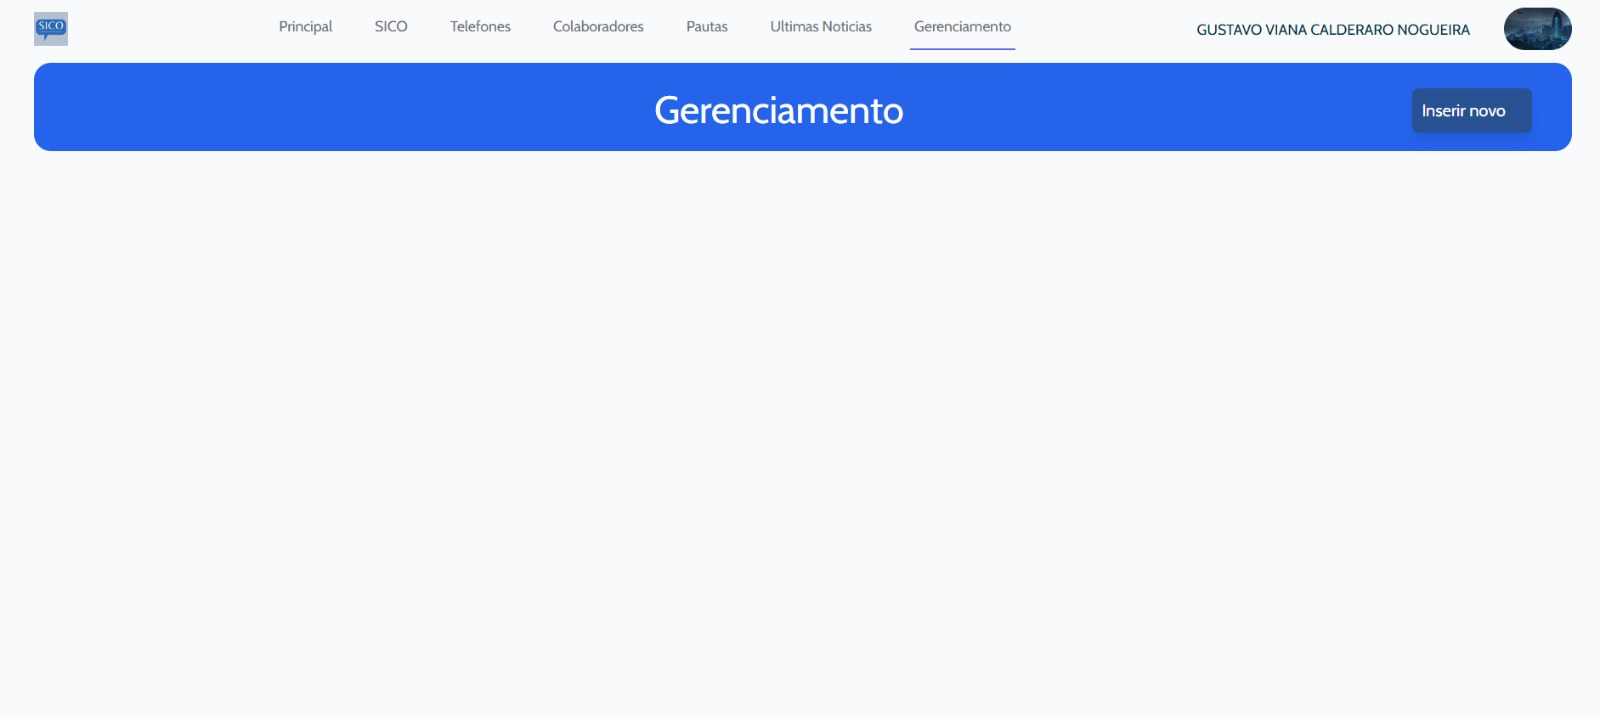 SICO
Principal
SICO
Telefones
Colaboradores
Pautas
Ultimas Noticias
Gerenciamento
GUSTAVO VIANA CALDERARO NOGUEIRA
Gerenciamento
Inserir novo